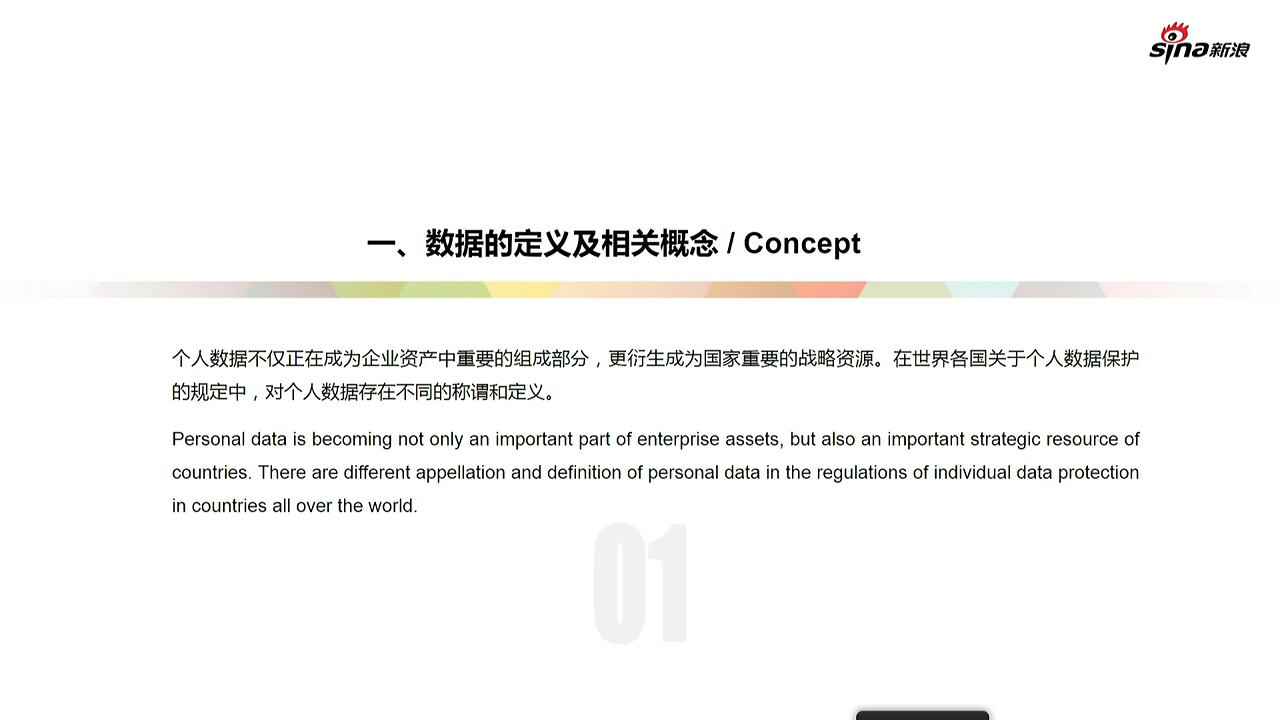 sina新浪
一、数据的定义及相关概念 / Concept
个人数据不仅正在成为企业资产中重要的组成部分，更衍生成为国家重要的战略资源。在世界各国关于个人数据保护
的规定中，对个人数据存在不同的称谓和定义。
Personal data is becoming not only an important part of enterprise assets, but also an important strategic resource of
countries. There are different appellation and definition of personal data in the regulations of individual data protection
in countries all over the world.
01